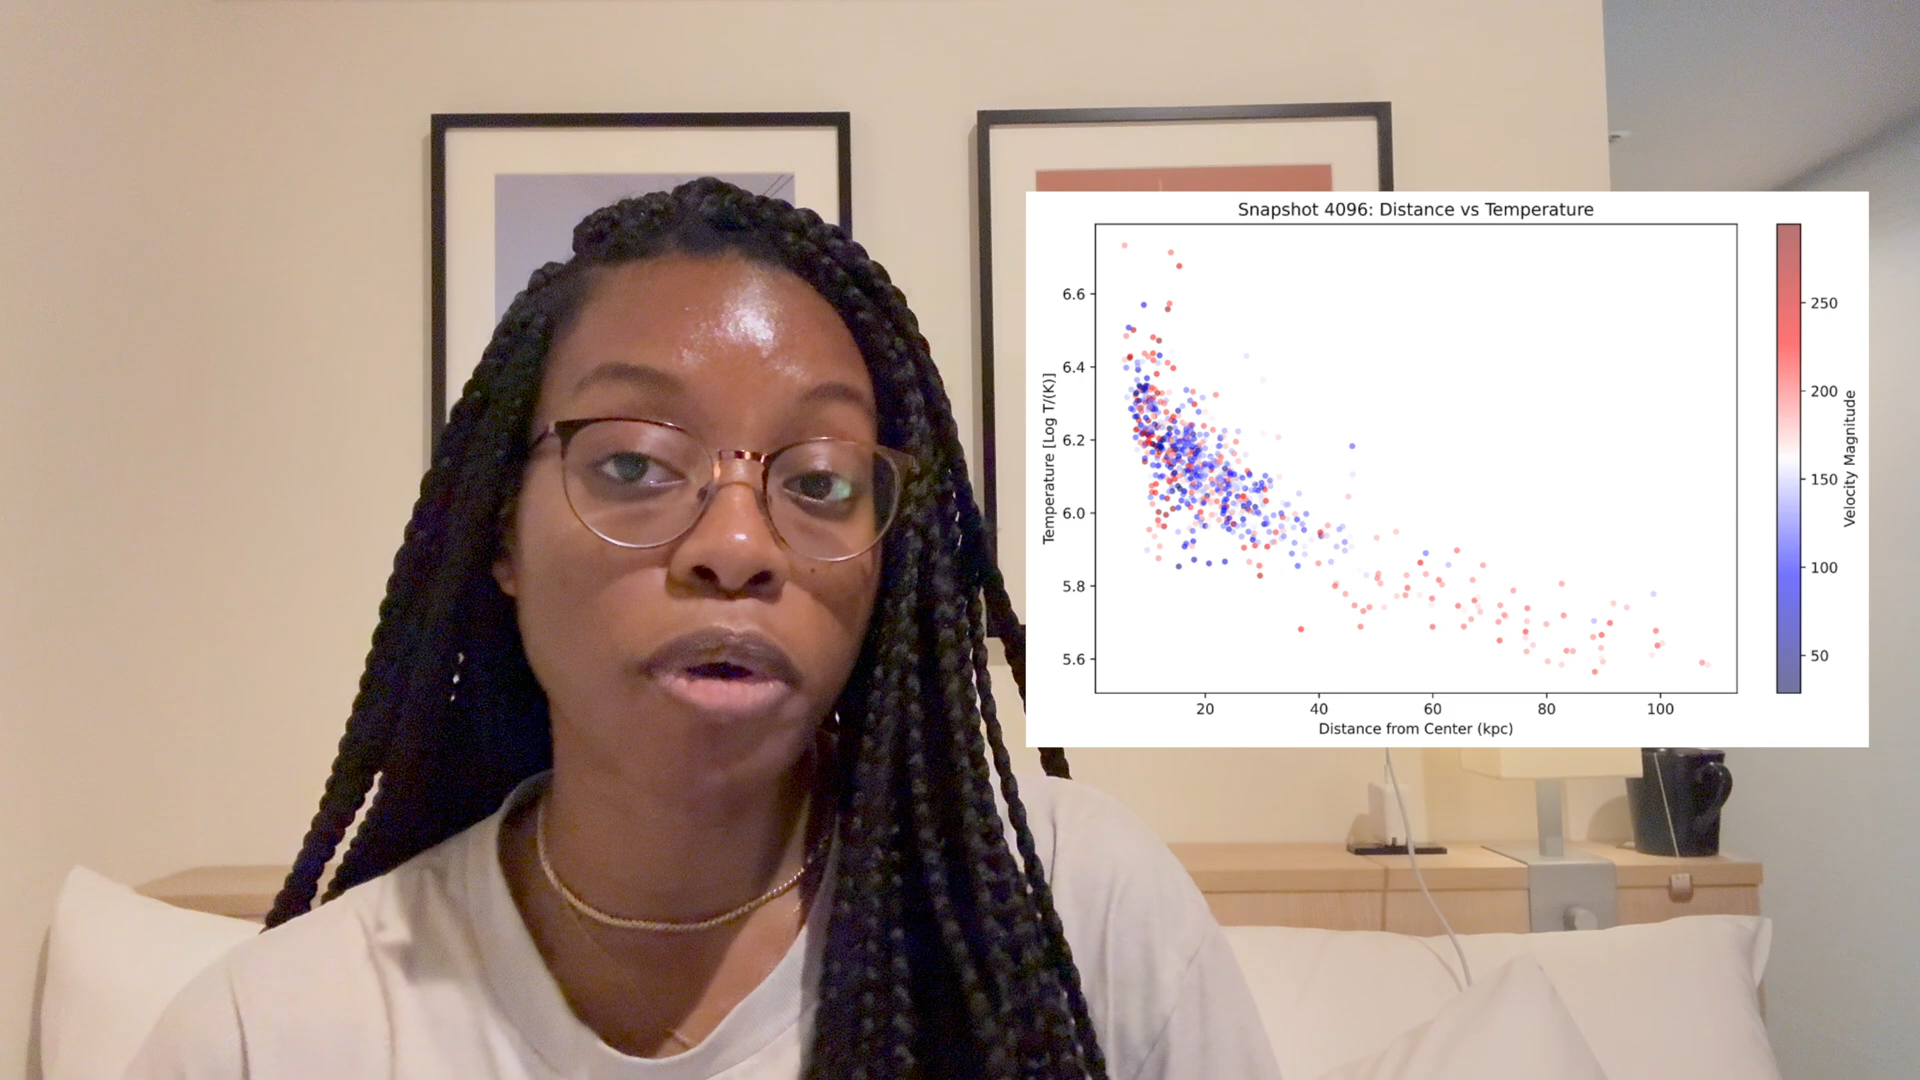 Snapshot 4096: Distance vs Temperature
Temperature [Log T/(K)]
6.6
6.4
6.2
6.0
5.8
5.6
20 40 60 80 100
Distance from Center (kpc)
250
200
150
100
50
Velocity Magnitude